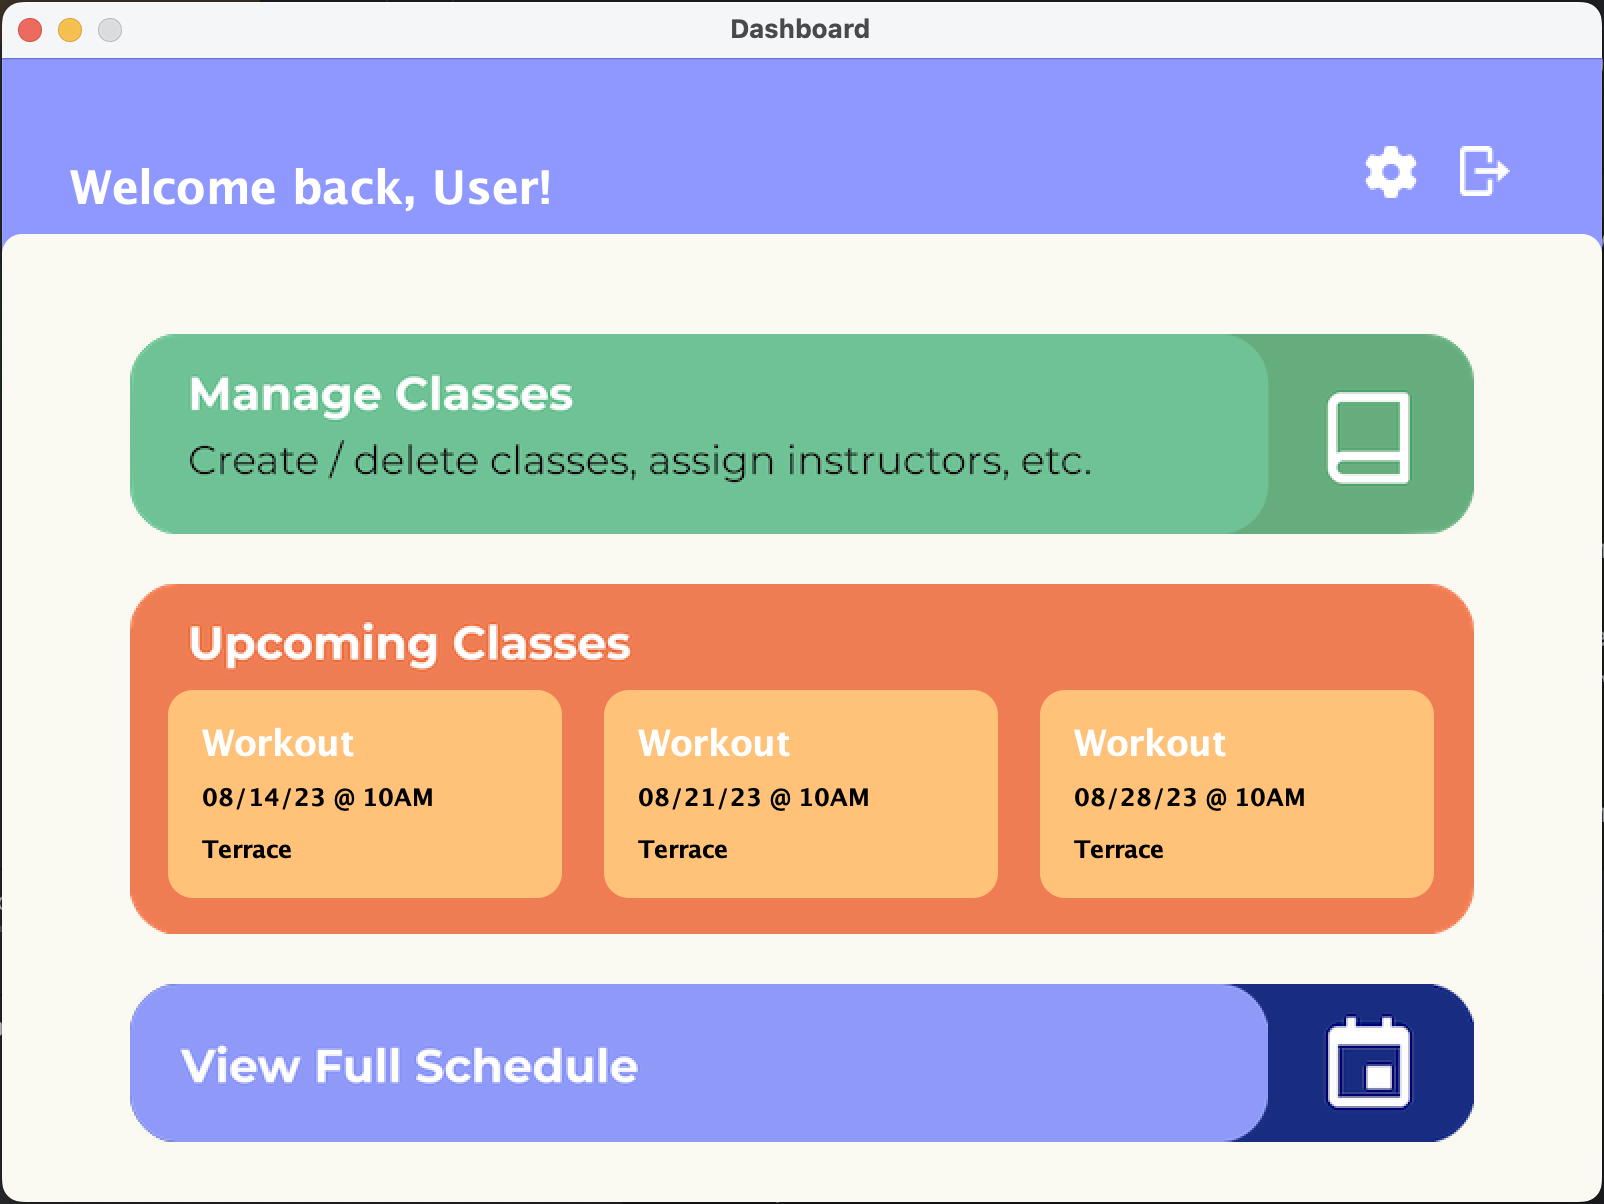 Dashboard
Welcome back, User!
Manage Classes
Create / delete classes, assign instructors, etc.
Upcoming Classes
Workout
08/14/23 @ 10AM
Terrace
Workout
08/21/23 @ 10AM
Terrace
Workout
08/28/23 @ 10AM
Terrace
View Full Schedule